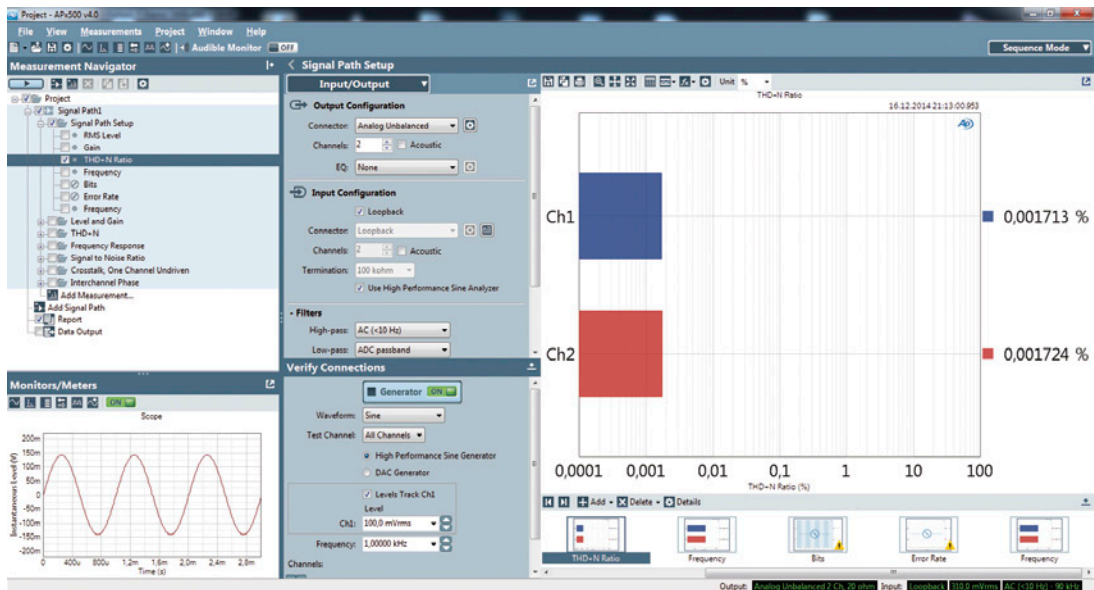 Project - APx500 v4.0
File View Measurements Project Window Help
Audible Monitor OFF
Sequence Mode
Measurement Navigator
Project
Signal Path1
Signal Path Setup
RMS Level
Gain
THD+N Ratio
Frequency
Bits
Error Rate
Frequency
Level and Gain
THD+N
Frequency Response
Signal to Noise Ratio
Crosstalk, One Channel Undriven
Interchannel Phase
Add Measurement...
Add Signal Path
Report
Data Output
Monitors/Meters
ON
Scope
Instantaneous Level (V)
200m
150m
100m
50m
0
-50m
-100m
-150m
-200m
0 400u 800u 1,2m 1,6m 2,0m 2,4m 2,8m
Time (s)
Signal Path Setup
Input/Output
Output Configuration
Connector: Analog Unbalanced
Channels: 2 Acoustic
EQ: None
Input Configuration
Loopback
Connector: Loopback
Channels: 2 Acoustic
Termination: 100 kohm
Use High Performance Sine Analyzer
Filters
High-pass: AC (<10 Hz)
Low-pass: ADC passband
Verify Connections
Generator ON
Waveform: Sine
Test Channel: All Channels
High Performance Sine Generator
DAC Generator
Levels Track Ch1
Level
Ch1: 100,0 mVrms
Frequency: 1,00000 kHz
Channels:
Unit %
THD+N Ratio
16.12.2014 21:13:00.953
AP
Ch1
0,001713 %
Ch2
0,001724 %
0,0001 0,001 0,01 0,1 1 10 100
THD+N Ratio (%)
Add Delete Details
THD+N Ratio Frequency Bits Error Rate Frequency
Output: Analog Unbalanced 2 Ch, 20 ohm Input: Loopback 310,0 mVrms AC (<10 Hz) - 90 kHz